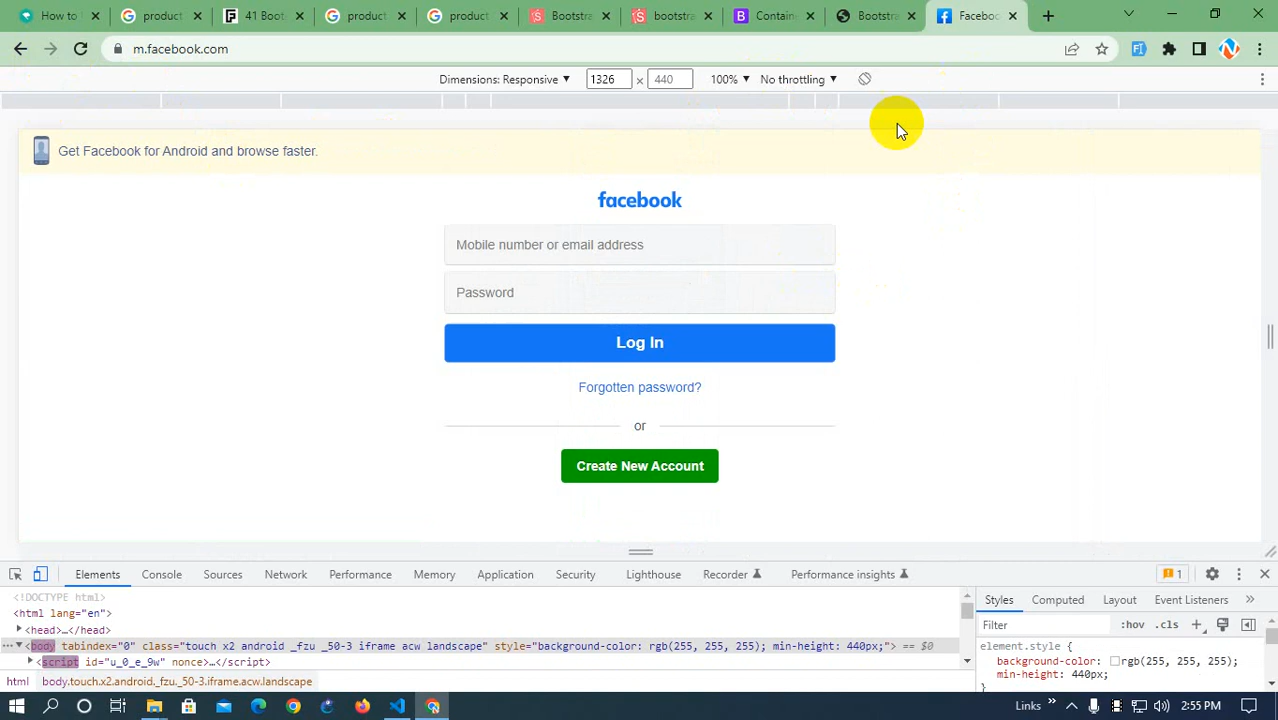 How to product 41 Boot product product Bootstra bootstra Contain Bootstra Faceboo
m.facebook.com
Dimensions: Responsive 1326 × 440 100% No throttling
Get Facebook for Android and browse faster.
facebook
Mobile number or email address
Password
Log In
Forgotten password?
or
Create New Account
Elements Console Sources Network Performance Memory Application Security Lighthouse Recorder Performance insights 1
<!DOCTYPE html>
<html lang="en">
<head>…</head>
<body tabindex="0" class="touch x2 android _fzu _50-3 iframe acw landscape" style="background-color: rgb(255, 255, 255); min-height: 440px;"> == $0
<script id="u_0_e_9w" nonce>…</script>
html body.touch.x2.android._fzu._50-3.iframe.acw.landscape
Styles Computed Layout Event Listeners »
Filter :hov .cls +
element.style {
background-color: rgb(255, 255, 255);
min-height: 440px;
}
Links » 2:55 PM